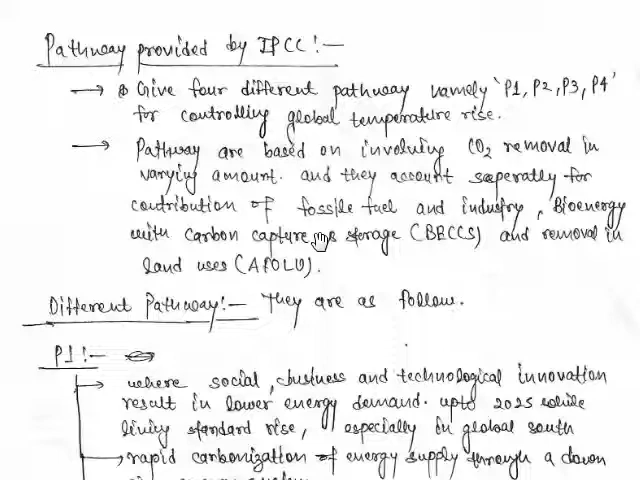 Pathway provided by IPCC :-
→ Give four different pathway namely 'P1, P2, P3, P4'
for controlling global temperature rise.
→ Pathway are based on involving CO2 removal in
varying amount. and they account seperatally for
contribution of fossile fuel and industry, Bioenergy
with carbon capture storage (BECCS) and removal in
land uses (AFOLU).
Different Pathway :- They are as follow.
P1 :-
→ where social, business and technological innovation
result in lower energy demand. upto 2025 while
living standard rise, especially in global south
→ rapid carbonization of energy supply through a down